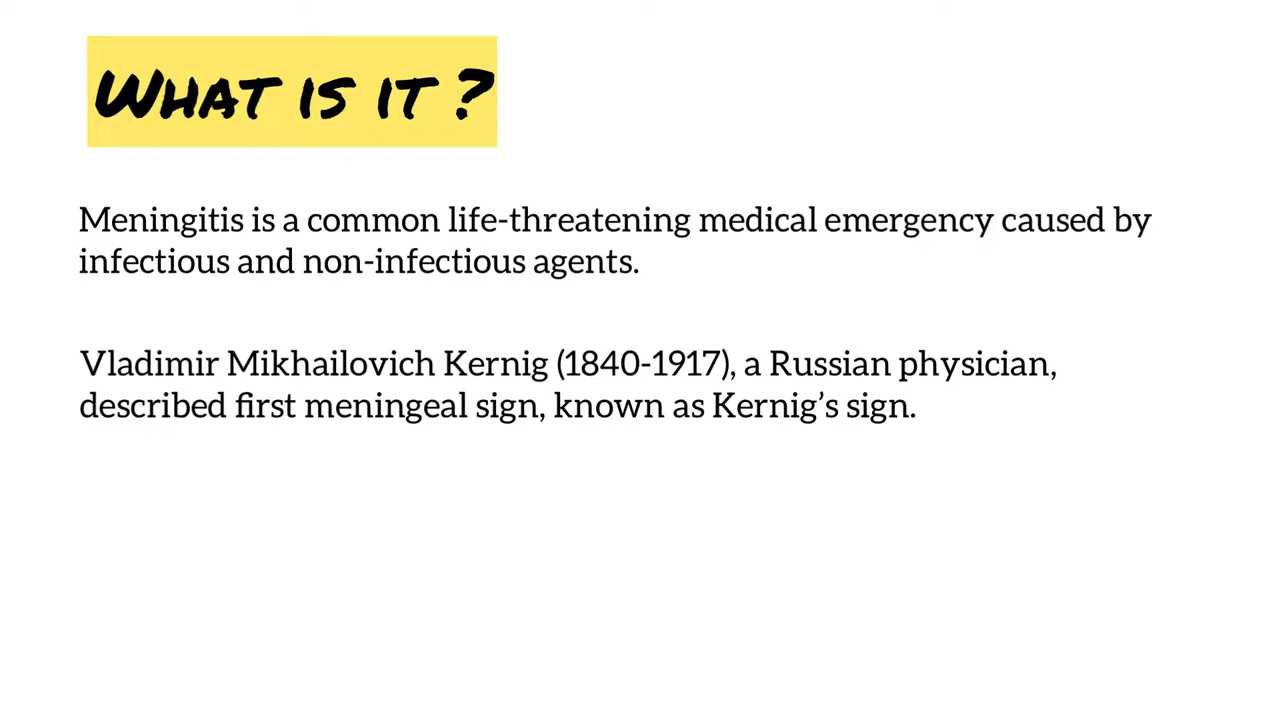 What is it ?
Meningitis is a common life-threatening medical emergency caused by
infectious and non-infectious agents.
Vladimir Mikhailovich Kernig (1840-1917), a Russian physician,
described first meningeal sign, known as Kernig’s sign.